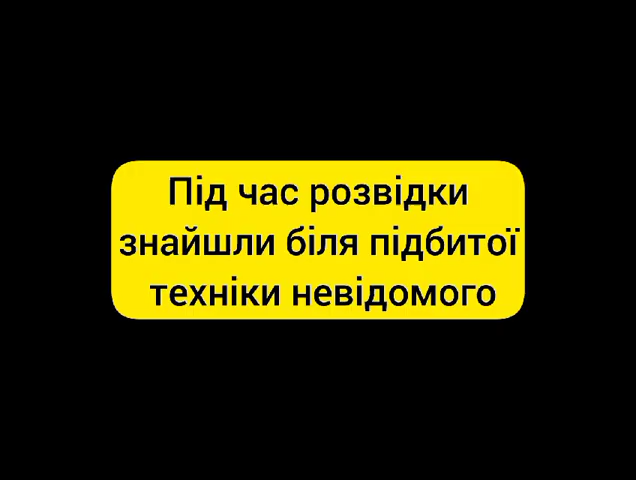 Під час розвідки
знайшли біля підбитої
техніки невідомого